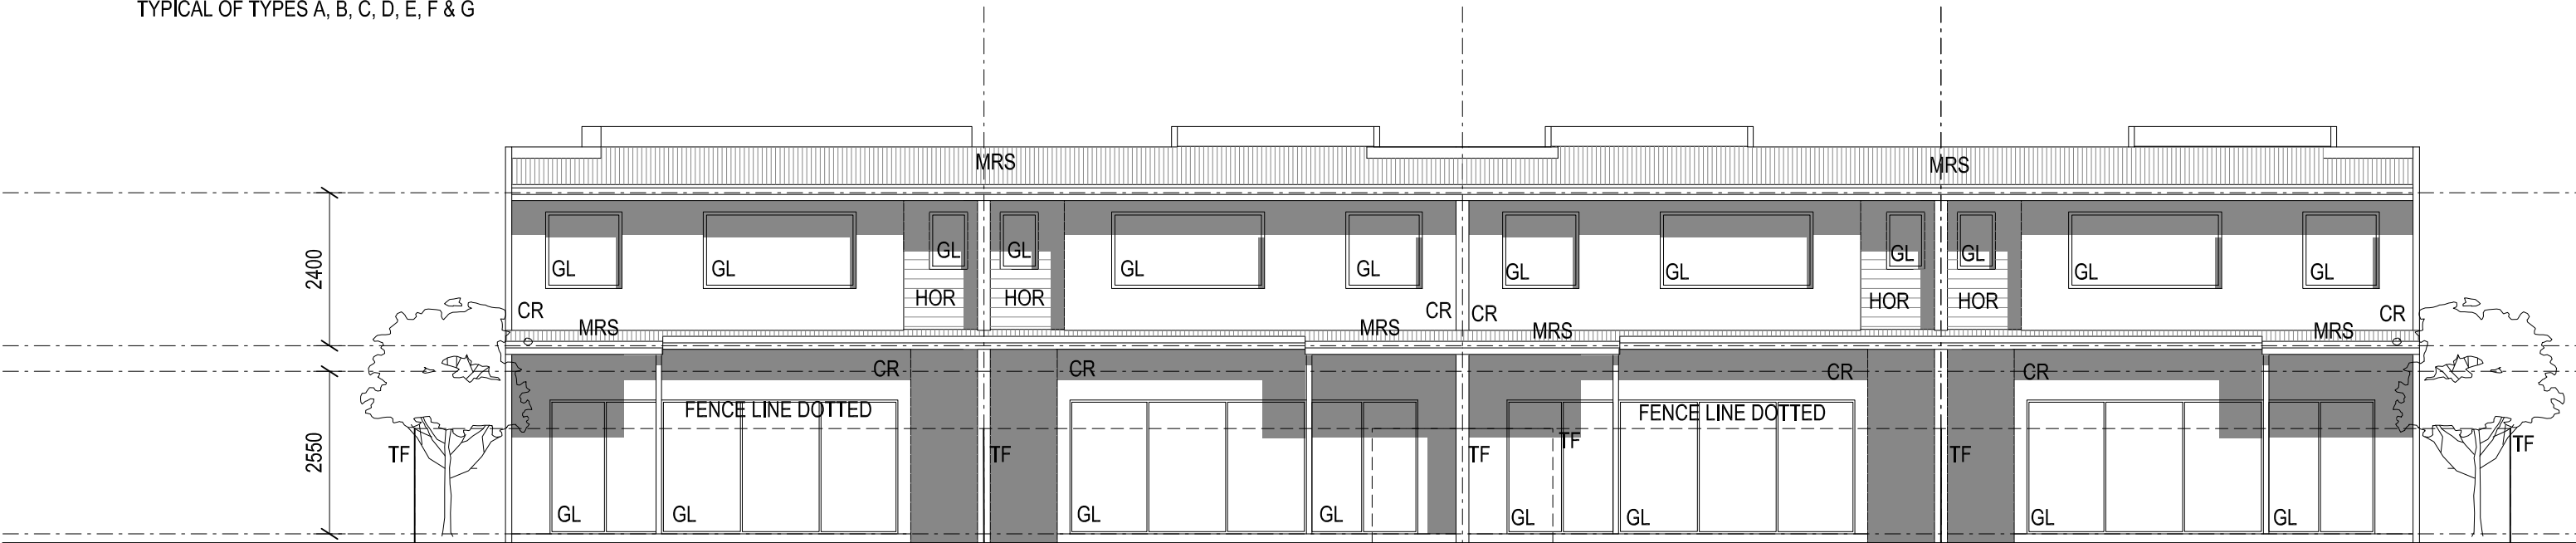 TYPICAL OF TYPES A, B, C, D, E, F & G
MRS
MRS
2400
GL
GL
GL
GL
GL
GL
GL
GL
GL
GL
GL
GL
HOR
HOR
HOR
HOR
CR
CR
CR
CR
MRS
MRS
MRS
MRS
CR
CR
CR
CR
FENCE LINE DOTTED
FENCE LINE DOTTED
2550
TF
TF
TF
TF
TF
TF
GL
GL
GL
GL
GL
GL
GL
GL